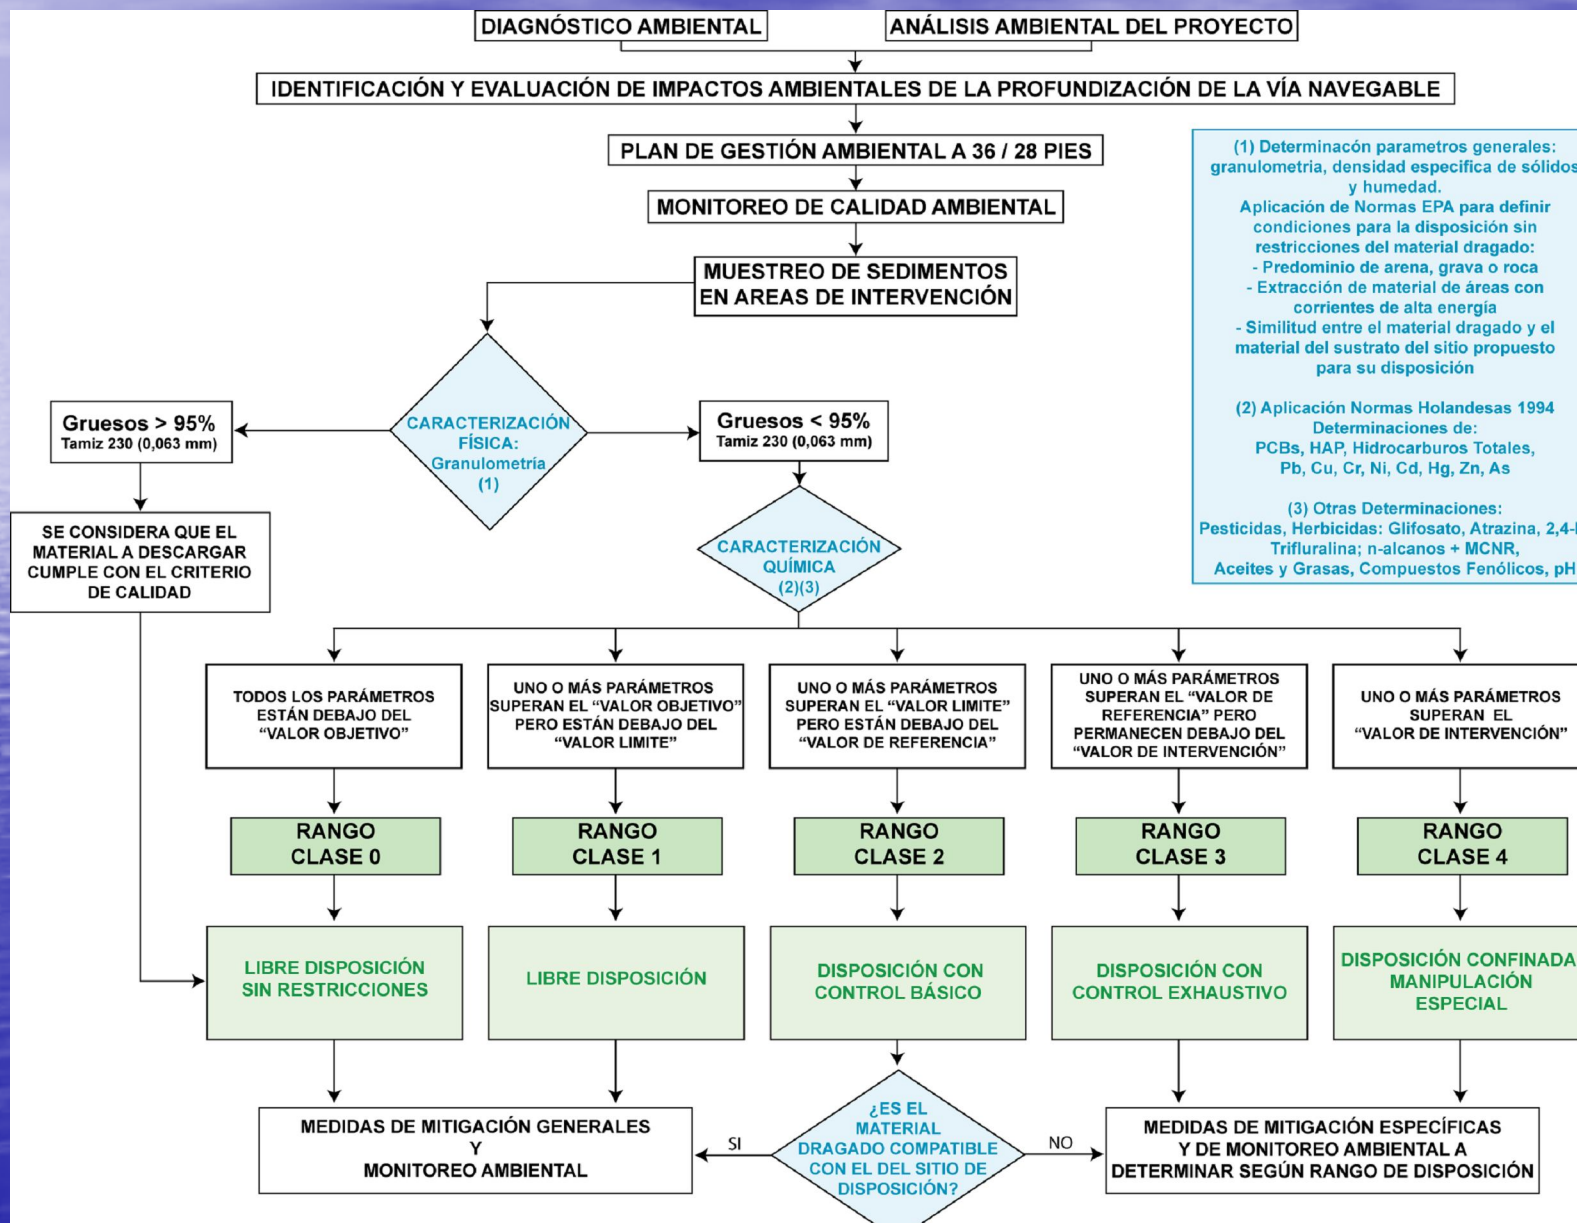 DIAGNÓSTICO AMBIENTAL
ANÁLISIS AMBIENTAL DEL PROYECTO
IDENTIFICACIÓN Y EVALUACIÓN DE IMPACTOS AMBIENTALES DE LA PROFUNDIZACIÓN DE LA VÍA NAVEGABLE
PLAN DE GESTIÓN AMBIENTAL A 36 / 28 PIES
MONITOREO DE CALIDAD AMBIENTAL
MUESTREO DE SEDIMENTOS
EN AREAS DE INTERVENCIÓN
(1) Determinacón parametros generales:
granulometria, densidad especifica de sólidos
y humedad.
Aplicación de Normas EPA para definir
condiciones para la disposición sin
restricciones del material dragado:
- Predominio de arena, grava o roca
- Extracción de material de áreas con
corrientes de alta energía
- Similitud entre el material dragado y el
material del sustrato del sitio propuesto
para su disposición
(2) Aplicación Normas Holandesas 1994
Determinaciones de:
PCBs, HAP, Hidrocarburos Totales,
Pb, Cu, Cr, Ni, Cd, Hg, Zn, As
(3) Otras Determinaciones:
Pesticidas, Herbicidas: Glifosato, Atrazina, 2,4-
Trifluralina; n-alcanos + MCNR,
Aceites y Grasas, Compuestos Fenólicos, pH
Gruesos > 95%
Tamiz 230 (0,063 mm)
CARACTERIZACIÓN
FÍSICA:
Granulometría
(1)
Gruesos < 95%
Tamiz 230 (0,063 mm)
SE CONSIDERA QUE EL
MATERIAL A DESCARGAR
CUMPLE CON EL CRITERIO
DE CALIDAD
CARACTERIZACIÓN
QUÍMICA
(2)(3)
TODOS LOS PARÁMETROS
ESTÁN DEBAJO DEL
"VALOR OBJETIVO"
UNO O MÁS PARÁMETROS
SUPERAN EL "VALOR OBJETIVO"
PERO ESTÁN DEBAJO DEL
"VALOR LIMITE"
UNO O MÁS PARÁMETROS
SUPERAN EL "VALOR LIMITE"
PERO ESTÁN DEBAJO DEL
"VALOR DE REFERENCIA"
UNO O MÁS PARÁMETROS
SUPERAN EL "VALOR DE
REFERENCIA" PERO
PERMANECEN DEBAJO DEL
"VALOR DE INTERVENCIÓN"
UNO O MÁS PARÁMETROS
SUPERAN EL
"VALOR DE INTERVENCIÓN"
RANGO
CLASE 0
RANGO
CLASE 1
RANGO
CLASE 2
RANGO
CLASE 3
RANGO
CLASE 4
LIBRE DISPOSICIÓN
SIN RESTRICCIONES
LIBRE DISPOSICIÓN
DISPOSICIÓN CON
CONTROL BÁSICO
DISPOSICIÓN CON
CONTROL EXHAUSTIVO
DISPOSICIÓN CONFINADA
MANIPULACIÓN
ESPECIAL
MEDIDAS DE MITIGACIÓN GENERALES
Y
MONITOREO AMBIENTAL
SI
¿ES EL
MATERIAL
DRAGADO COMPATIBLE
CON EL DEL SITIO DE
DISPOSICIÓN?
NO
MEDIDAS DE MITIGACIÓN ESPECÍFICAS
Y DE MONITOREO AMBIENTAL A
DETERMINAR SEGÚN RANGO DE DISPOSICIÓN